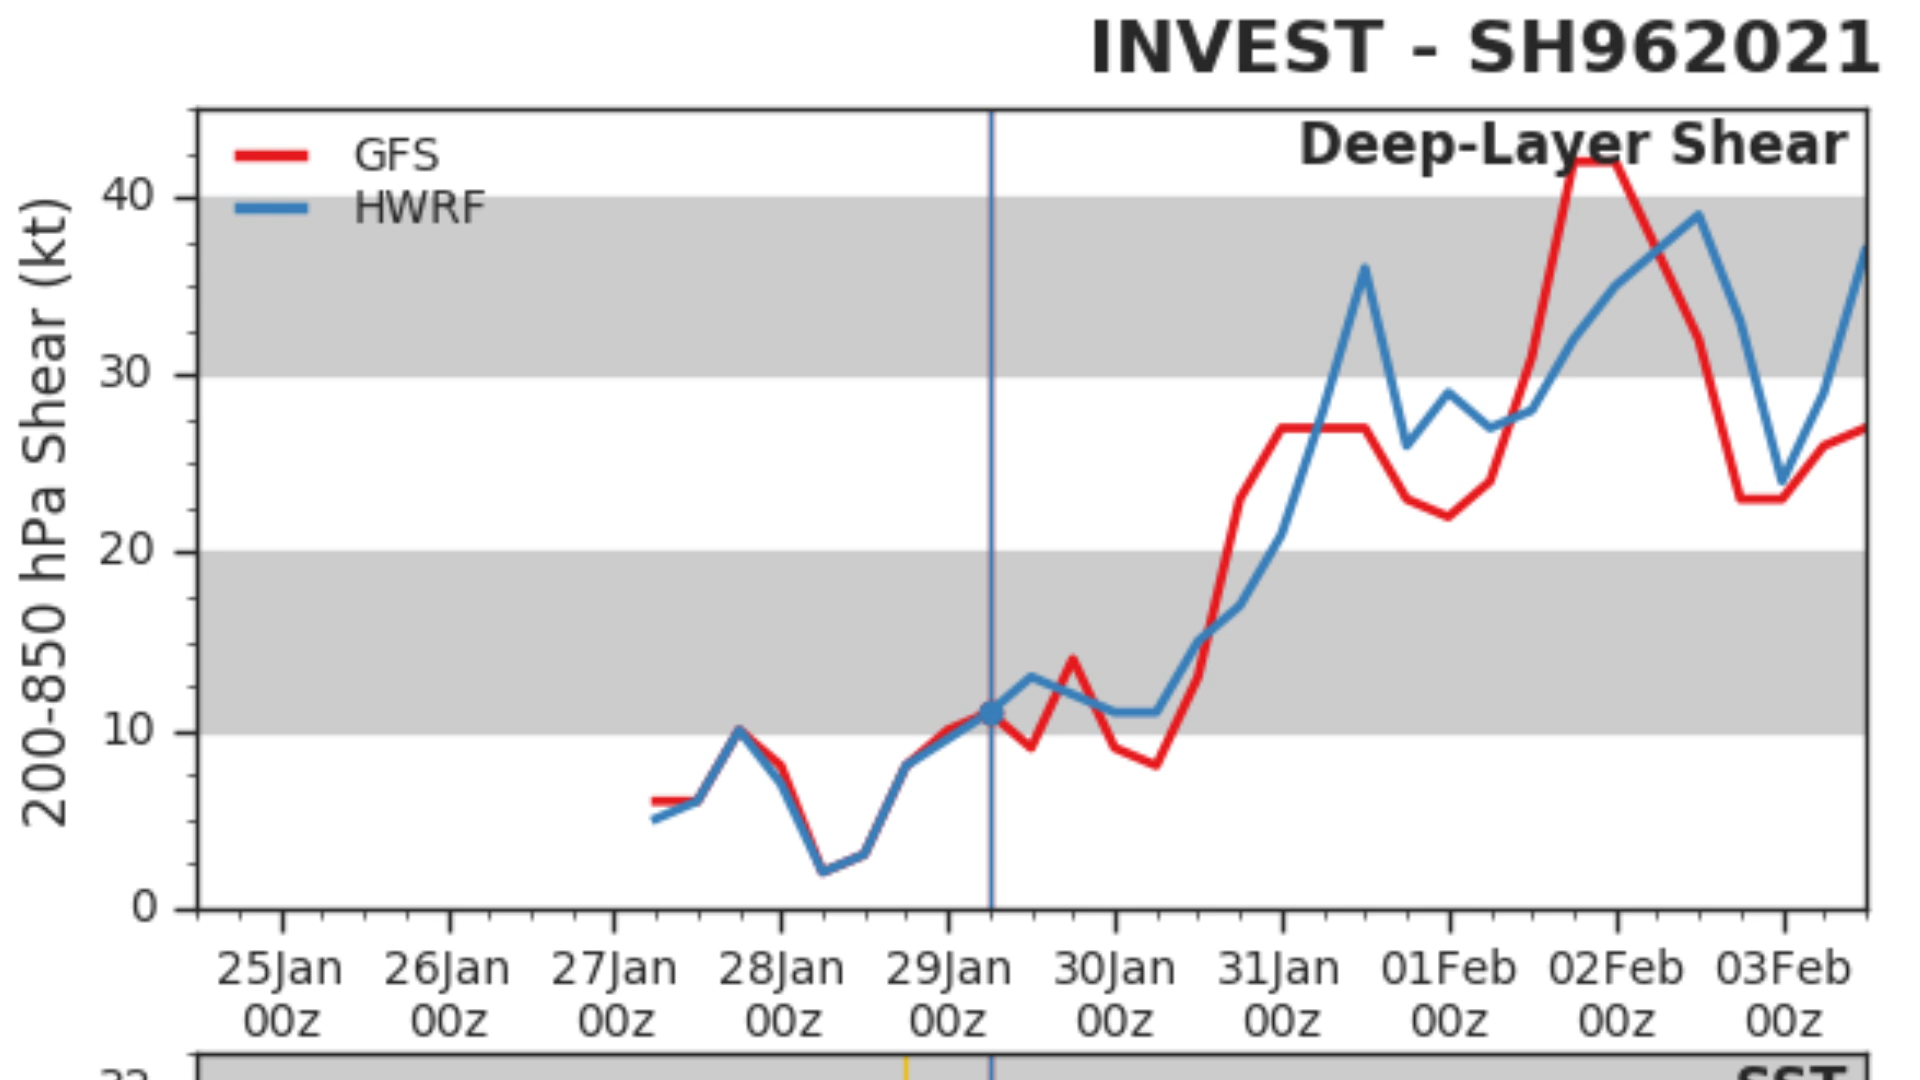 INVEST - SH962021
Deep-Layer Shear
GFS
HWRF
200-850 hPa Shear (kt)
40
30
20
10
0
25Jan 26Jan 27Jan 28Jan 29Jan 30Jan 31Jan 01Feb 02Feb 03Feb
00z 00z 00z 00z 00z 00z 00z 00z 00z 00z
SST